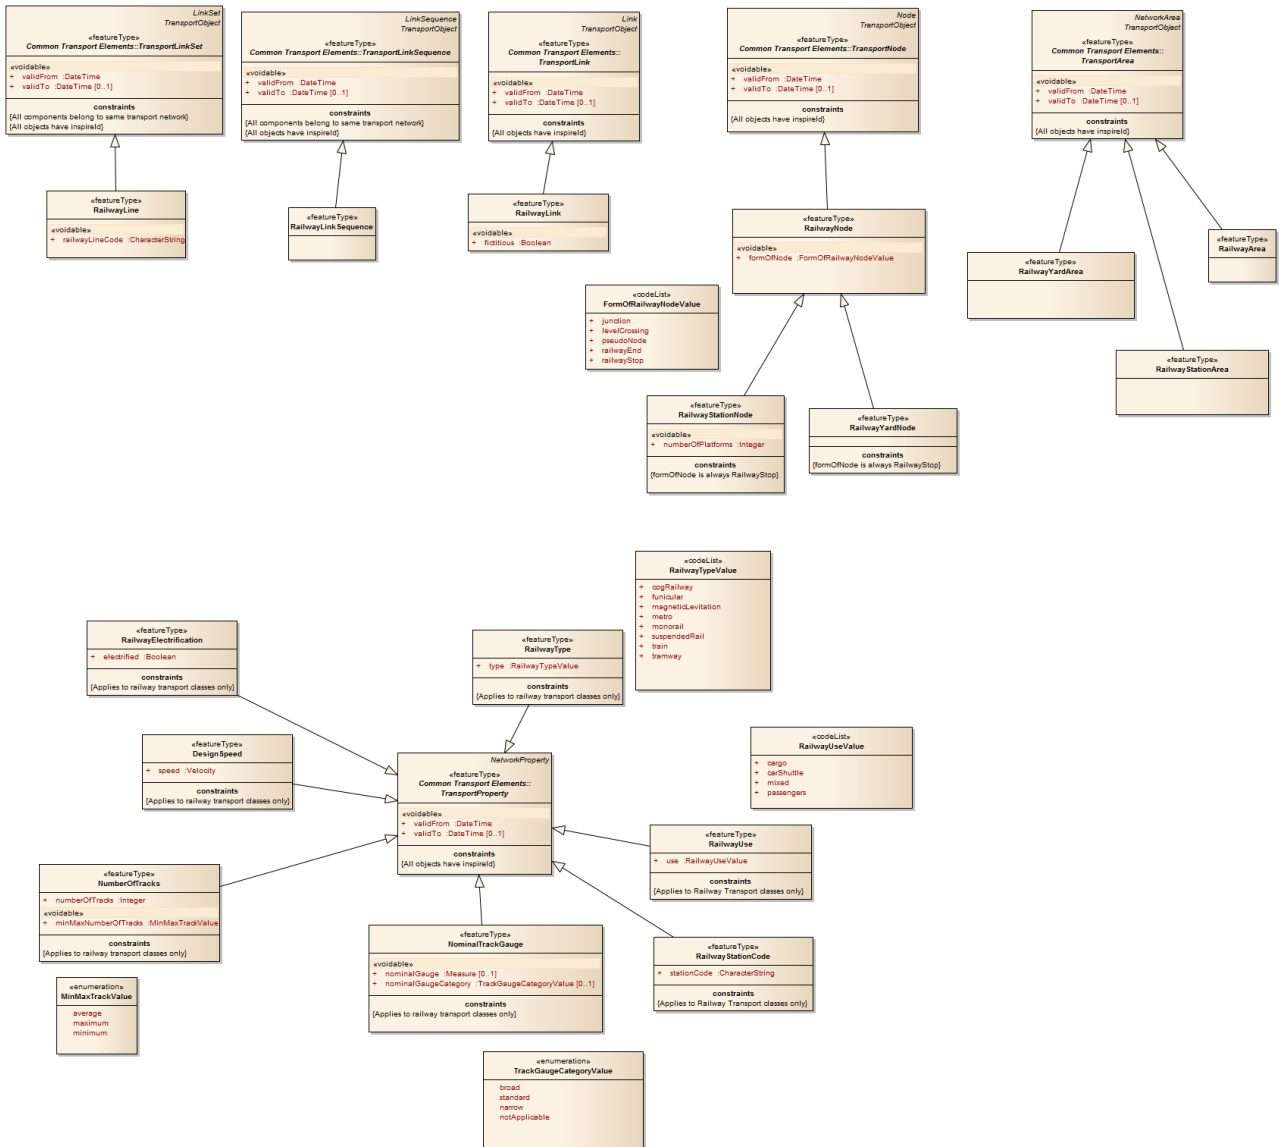 LinkSet
TransportObject
«featureType»
Common Transport Elements::TransportLinkSet
«voidable»
+ validFrom :DateTime
+ validTo :DateTime [0..1]
constraints
{All components belong to same transport network}
{All objects have inspireId}
LinkSequence
TransportObject
«featureType»
Common Transport Elements::TransportLinkSequence
«voidable»
+ validFrom :DateTime
+ validTo :DateTime [0..1]
constraints
{All components belong to same transport network}
{All objects have inspireId}
Link
TransportObject
«featureType»
Common Transport Elements::
TransportLink
«voidable»
+ validFrom :DateTime
+ validTo :DateTime [0..1]
constraints
{All objects have inspireId}
Node
TransportObject
«featureType»
Common Transport Elements::TransportNode
«voidable»
+ validFrom :DateTime
+ validTo :DateTime [0..1]
constraints
{All objects have inspireId}
NetworkArea
TransportObject
«featureType»
Common Transport Elements::
TransportArea
«voidable»
+ validFrom :DateTime
+ validTo :DateTime [0..1]
constraints
{All objects have inspireId}
«featureType»
RailwayLine
«voidable»
+ railwayLineCode :CharacterString
«featureType»
RailwayLinkSequence
«featureType»
RailwayLink
«voidable»
+ fictitious :Boolean
«featureType»
RailwayNode
«voidable»
+ formOfNode :FormOfRailwayNodeValue
«featureType»
RailwayYardArea
«featureType»
RailwayArea
«codeList»
FormOfRailwayNodeValue
+ junction
+ levelCrossing
+ pseudoNode
+ railwayEnd
+ railwayStop
«featureType»
RailwayStationArea
«featureType»
RailwayStationNode
«voidable»
+ numberOfPlatforms :Integer
constraints
{formOfNode is always RailwayStop}
«featureType»
RailwayYardNode
constraints
{formOfNode is always RailwayStop}
«codeList»
RailwayTypeValue
+ cogRailway
+ funicular
+ magneticLevitation
+ metro
+ monorail
+ suspendedRail
+ train
+ tramway
«featureType»
RailwayElectrification
+ electrified :Boolean
constraints
{Applies to railway transport classes only}
«featureType»
RailwayType
+ type :RailwayTypeValue
constraints
{Applies to railway transport classes only}
«featureType»
DesignSpeed
+ speed :Velocity
constraints
{Applies to railway transport classes only}
NetworkProperty
«featureType»
Common Transport Elements::
TransportProperty
«voidable»
+ validFrom :DateTime
+ validTo :DateTime [0..1]
constraints
{All objects have inspireId}
«codeList»
RailwayUseValue
+ cargo
+ carShuttle
+ mixed
+ passengers
«featureType»
RailwayUse
+ use :RailwayUseValue
constraints
{Applies to Railway Transport classes only}
«featureType»
NumberOfTracks
+ numberOfTracks :Integer
«voidable»
+ minMaxNumberOfTracks :MinMaxTrackValue
constraints
{Applies to railway transport classes only}
«featureType»
NominalTrackGauge
«voidable»
+ nominalGauge :Measure [0..1]
+ nominalGaugeCategory :TrackGaugeCategoryValue [0..1]
constraints
{Applies to railway transport classes only}
«featureType»
RailwayStationCode
+ stationCode :CharacterString
constraints
{Applies to Railway Transport classes only}
«enumeration»
MinMaxTrackValue
average
maximum
minimum
«enumeration»
TrackGaugeCategoryValue
broad
standard
narrow
notApplicable